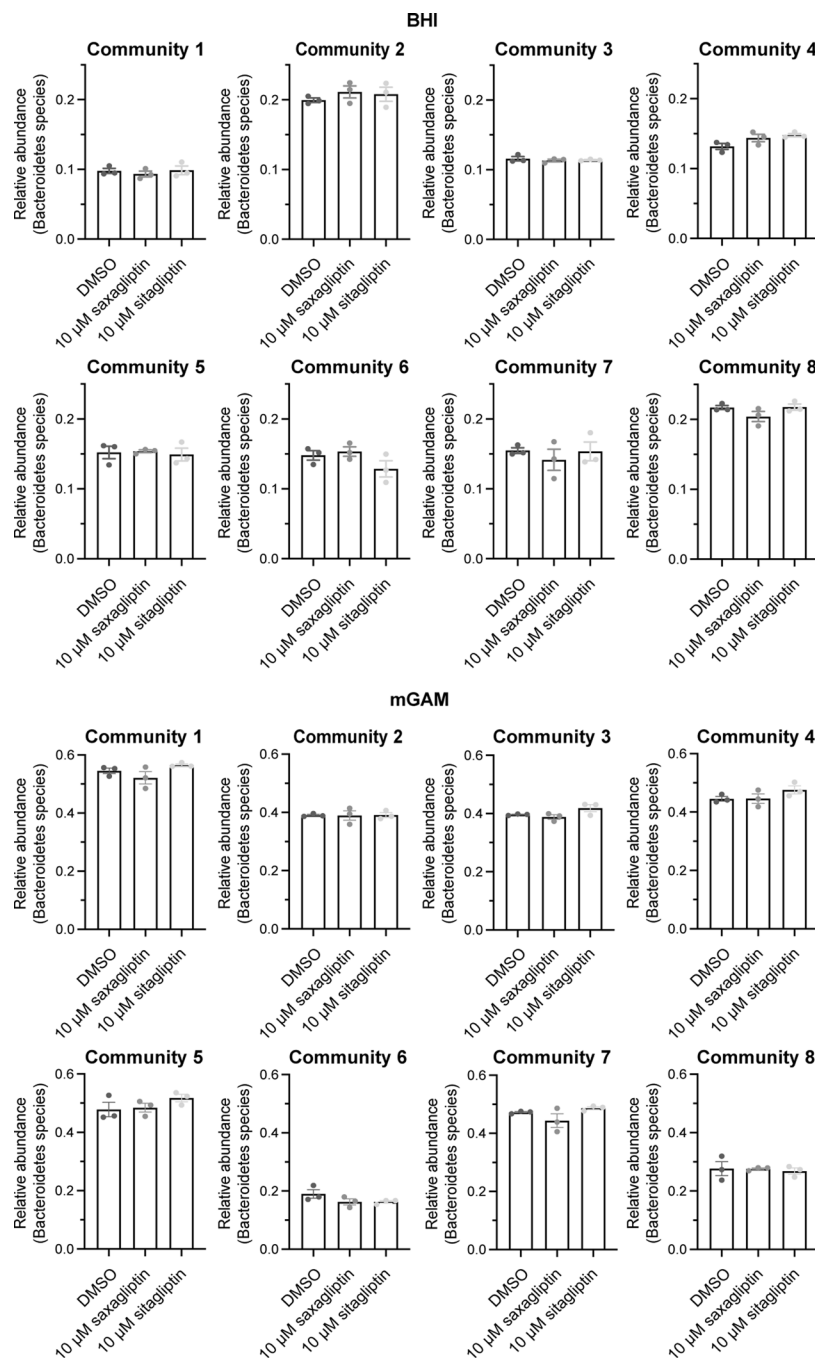 BHI
Community 1
Relative abundance
(Bacteroidetes species)
0.2
0.1
0.0
DMSO
10 µM saxagliptin
10 µM sitagliptin
Community 2
Relative abundance
(Bacteroidetes species)
0.2
0.1
0.0
DMSO
10 µM saxagliptin
10 µM sitagliptin
Community 3
Relative abundance
(Bacteroidetes species)
0.2
0.1
0.0
DMSO
10 µM saxagliptin
10 µM sitagliptin
Community 4
Relative abundance
(Bacteroidetes species)
0.2
0.1
0.0
DMSO
10 µM saxagliptin
10 µM sitagliptin
Community 5
Relative abundance
(Bacteroidetes species)
0.2
0.1
0.0
DMSO
10 µM saxagliptin
10 µM sitagliptin
Community 6
Relative abundance
(Bacteroidetes species)
0.2
0.1
0.0
DMSO
10 µM saxagliptin
10 µM sitagliptin
Community 7
Relative abundance
(Bacteroidetes species)
0.2
0.1
0.0
DMSO
10 µM saxagliptin
10 µM sitagliptin
Community 8
Relative abundance
(Bacteroidetes species)
0.2
0.1
0.0
DMSO
10 µM saxagliptin
10 µM sitagliptin
mGAM
Community 1
Relative abundance
(Bacteroidetes species)
0.6
0.4
0.2
0.0
DMSO
10 µM saxagliptin
10 µM sitagliptin
Community 2
Relative abundance
(Bacteroidetes species)
0.6
0.4
0.2
0.0
DMSO
10 µM saxagliptin
10 µM sitagliptin
Community 3
Relative abundance
(Bacteroidetes species)
0.6
0.4
0.2
0.0
DMSO
10 µM saxagliptin
10 µM sitagliptin
Community 4
Relative abundance
(Bacteroidetes species)
0.6
0.4
0.2
0.0
DMSO
10 µM saxagliptin
10 µM sitagliptin
Community 5
Relative abundance
(Bacteroidetes species)
0.6
0.4
0.2
0.0
DMSO
10 µM saxagliptin
10 µM sitagliptin
Community 6
Relative abundance
(Bacteroidetes species)
0.6
0.4
0.2
0.0
DMSO
10 µM saxagliptin
10 µM sitagliptin
Community 7
Relative abundance
(Bacteroidetes species)
0.6
0.4
0.2
0.0
DMSO
10 µM saxagliptin
10 µM sitagliptin
Community 8
Relative abundance
(Bacteroidetes species)
0.6
0.4
0.2
0.0
DMSO
10 µM saxagliptin
10 µM sitagliptin